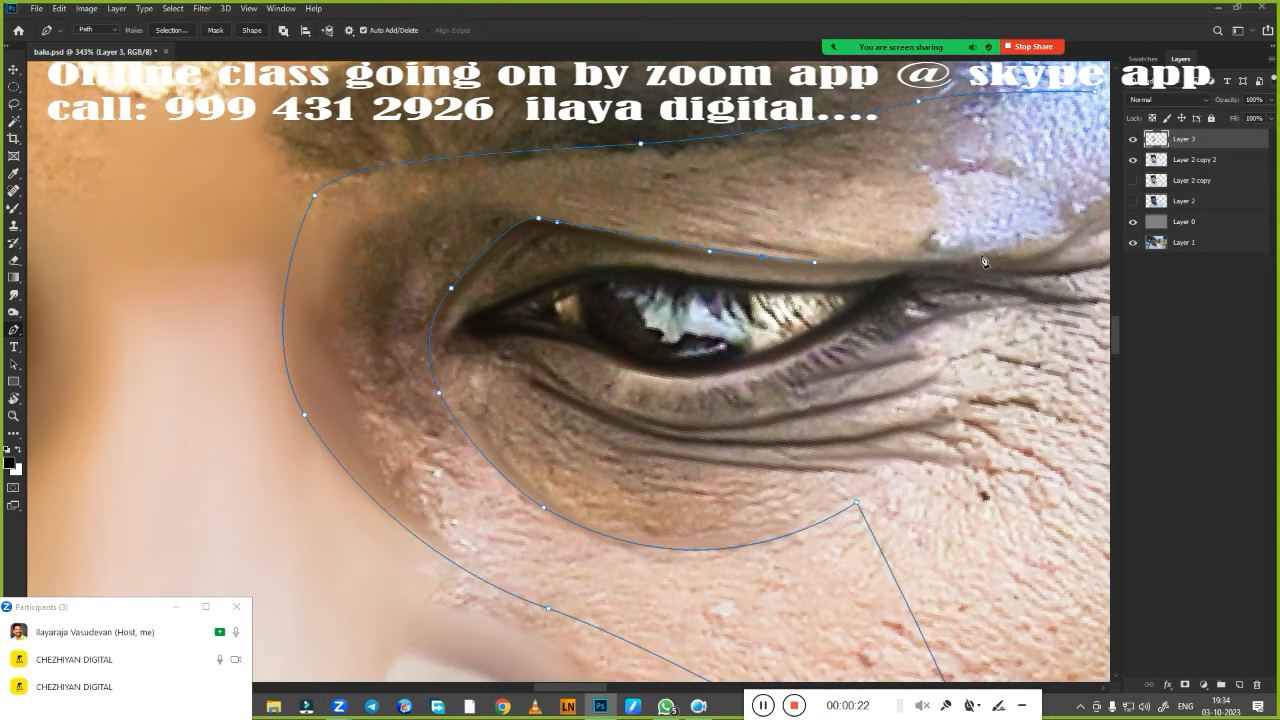 File Edit Image Layer Type Select Filter 3D View Window Help
Path Make: Selection... Mask Shape Auto Add/Delete Align Edges
balu.psd @ 343% (Layer 3, RGB/8) *
You are screen sharing Stop Share
Swatches Layers
Online class going on by zoom app @ skype app
call: 999 431 2926 ilaya digital....
Normal Opacity: 100%
Lock: Fill: 100%
Layer 3
Layer 2 copy 2
Layer 2 copy
Layer 2
Layer 0
Layer 1
Participants (3)
Ilayaraja Vasudevan (Host, me)
CHEZHIYAN DIGITAL
CHEZHIYAN DIGITAL
LN Ps
00:00:22
ENG
19:34
03-10-2023